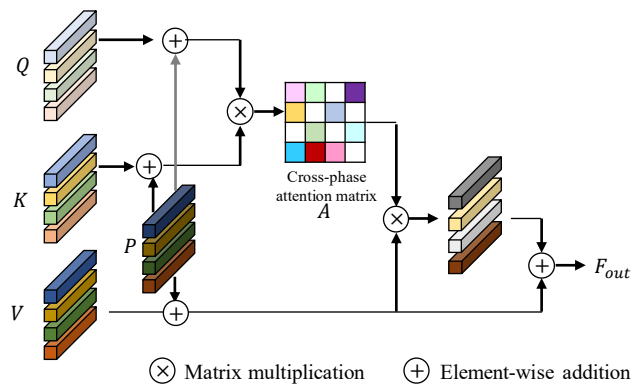 Q
K
P
V
Cross-phase
attention matrix
A
F_out
Matrix multiplication
Element-wise addition